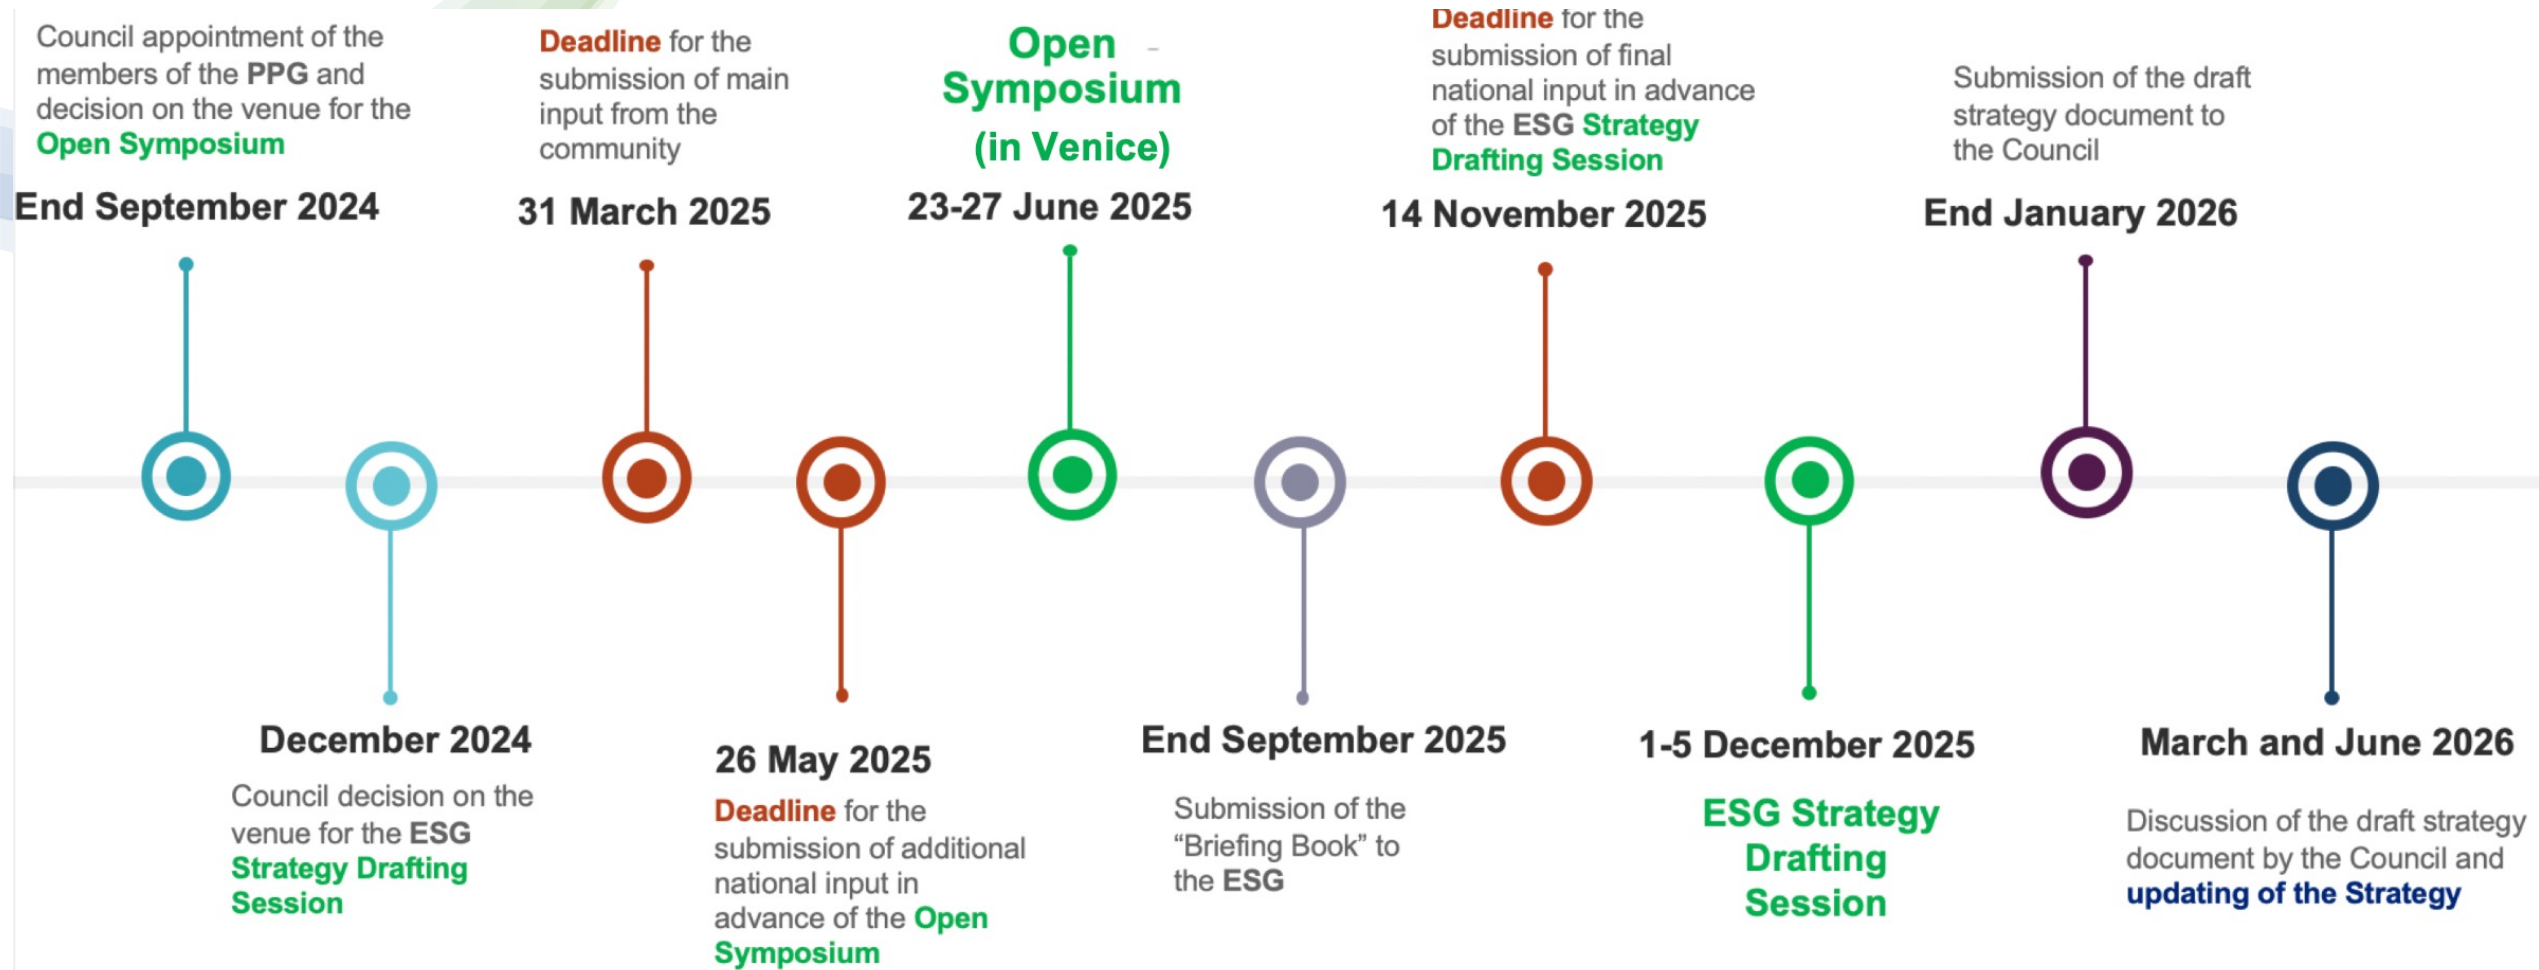 Council appointment of the
members of the PPG and
decision on the venue for the
Open Symposium
End September 2024
Deadline for the
submission of main
input from the
community
31 March 2025
Open -
Symposium
(in Venice)
23-27 June 2025
Deadline for the
submission of final
national input in advance
of the ESG Strategy
Drafting Session
14 November 2025
Submission of the draft
strategy document to
the Council
End January 2026
December 2024
Council decision on the
venue for the ESG
Strategy Drafting
Session
26 May 2025
Deadline for the
submission of additional
national input in
advance of the Open
Symposium
End September 2025
Submission of the
“Briefing Book” to
the ESG
1-5 December 2025
ESG Strategy
Drafting
Session
March and June 2026
Discussion of the draft strategy
document by the Council and
updating of the Strategy